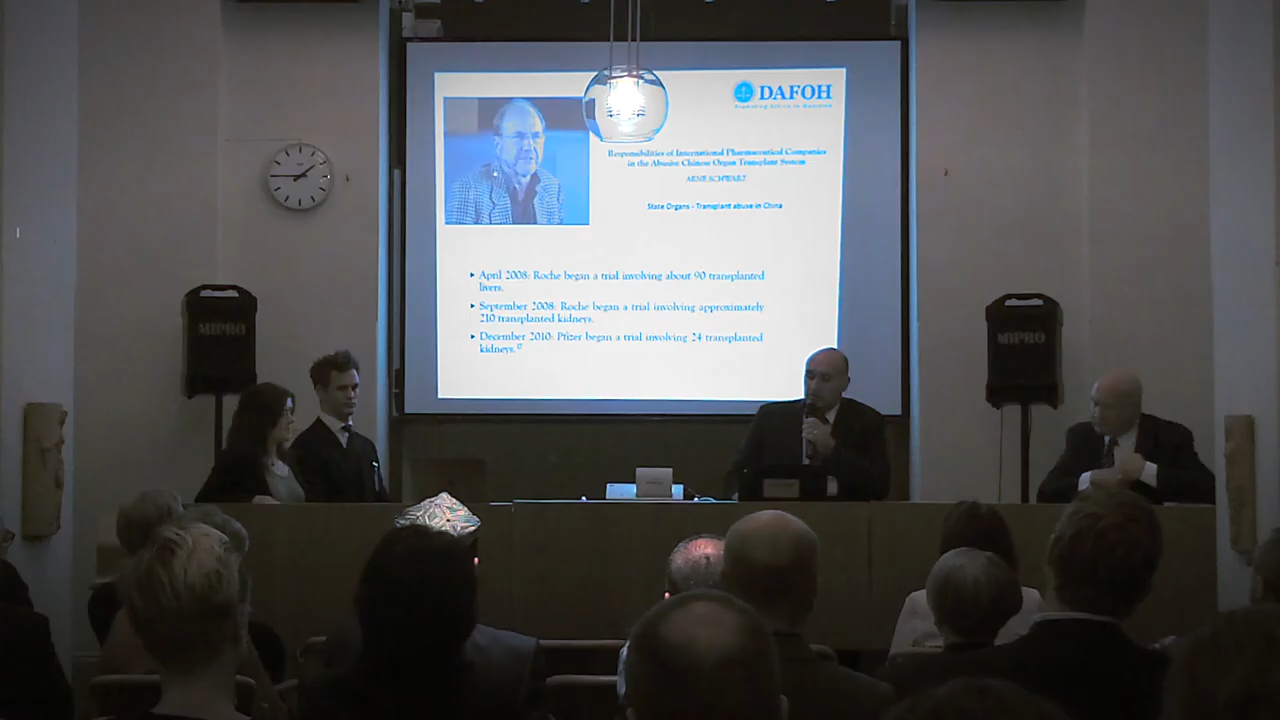 DAFOH
Responsibilities of International Pharmaceutical Companies
in the Abusive Chinese Organ Transplant System
ARNE SCHWARZ
State Organs - Transplant abuse in China
April 2008: Roche began a trial involving about 90 transplanted
livers.
September 2008: Roche began a trial involving approximately
210 transplanted kidneys.
December 2010: Pfizer began a trial involving 24 transplanted
kidneys.
MIPRO
MIPRO